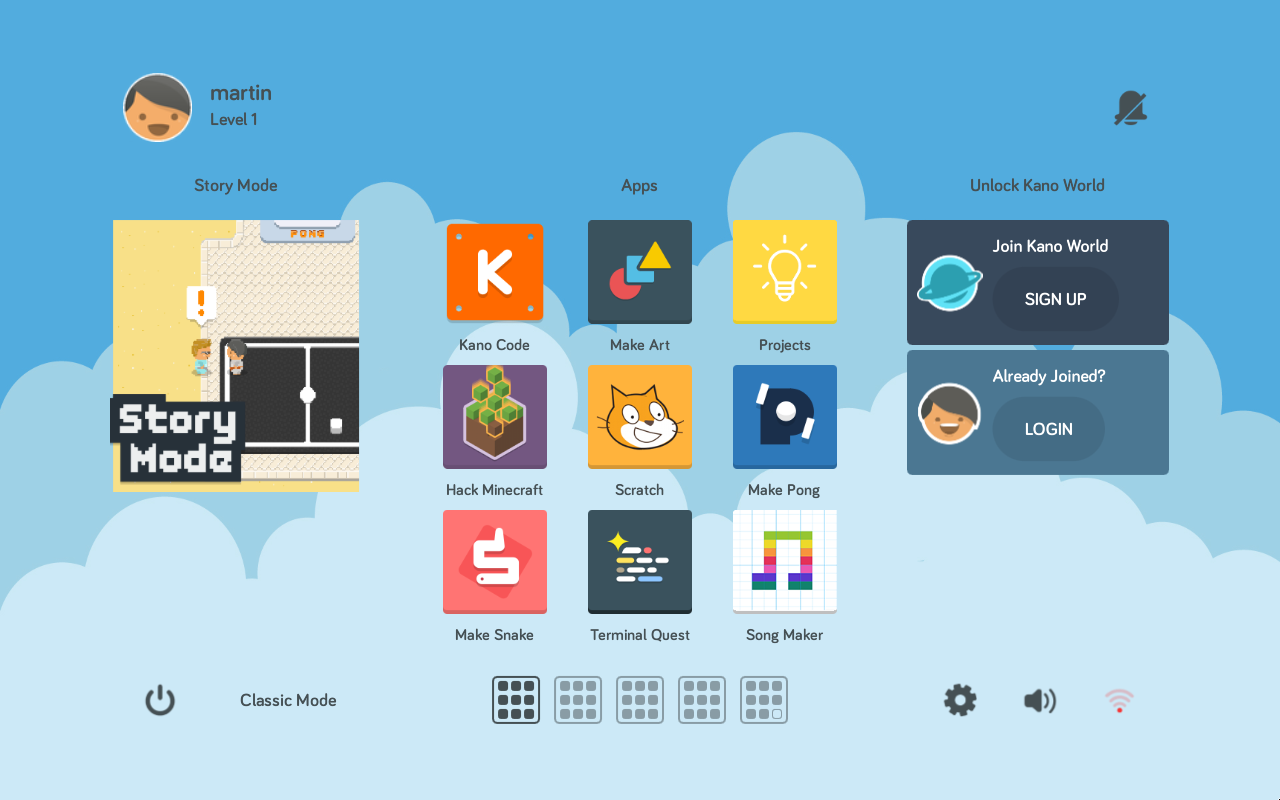 martin
Level 1
Story Mode
Apps
Unlock Kano World
PONG
!
Story
Mode
K
Kano Code
Make Art
Projects
Hack Minecraft
Scratch
Make Pong
Make Snake
Terminal Quest
Song Maker
Join Kano World
SIGN UP
Already Joined?
LOGIN
Classic Mode